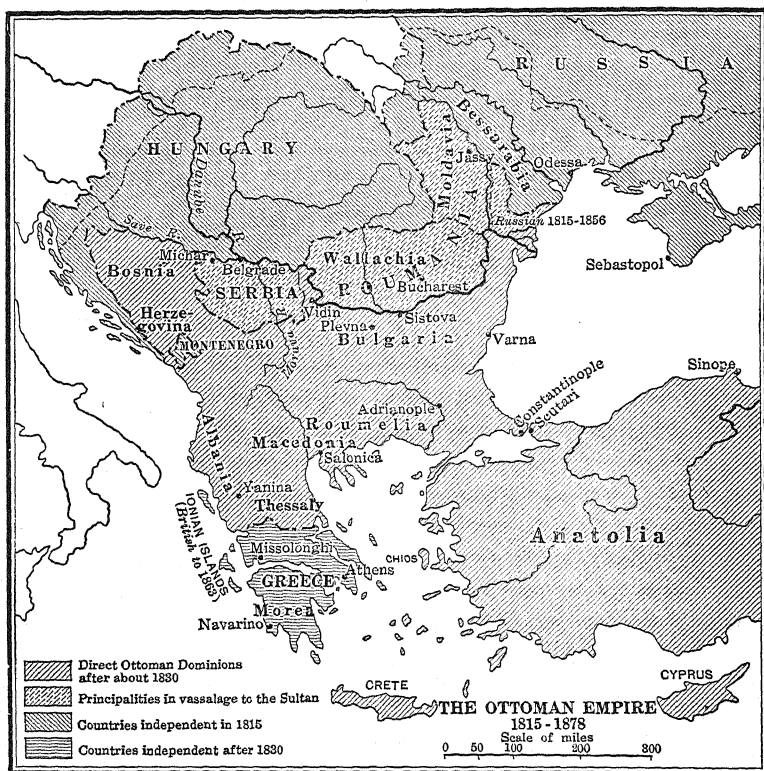 RUSSIA
HUNGARY
Danube
Moldavia
Bessarabia
Jassy
Odessa
Russian 1815-1856
Save R.
Michar
Belgrade
Bosnia
SERBIA
Wallachia
ROUMANIA
Bucharest
Sebastopol
Herze-
govina
MONTENEGRO
Vidin
Plevna
Sistova
Bulgaria
Varna
Sinope
Constantinople
Scutari
Adrianople
Roumelia
Macedonia
Salonica
Albania
Yanina
Thessaly
Anatolia
IONIAN ISLANDS
(British to 1863)
Missolonghi
CHIOS
Athens
GREECE
Morea
Navarino
CRETE
CYPRUS
Direct Ottoman Dominions
after about 1830
Principalities in vassalage to the Sultan
Countries independent in 1815
Countries independent after 1830
THE OTTOMAN EMPIRE
1815-1878
Scale of miles
0 50 100 200 300